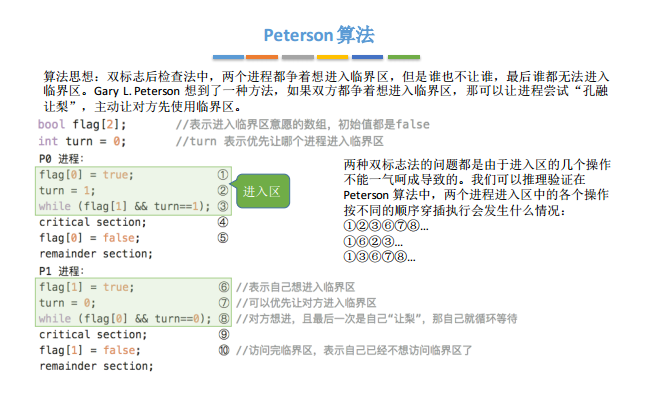 Peterson 算法
算法思想：双标志后检查法中，两个进程都争着想进入临界区，但是谁也不让谁，最后谁都无法进入
临界区。Gary L. Peterson 想到了一种方法，如果双方都争着想进入临界区，那可以让进程尝试“孔融
让梨”，主动让对方先使用临界区。
bool flag[2]; //表示进入临界区意愿的数组，初始值都是false
int turn = 0; //turn 表示优先让哪个进程进入临界区
P0 进程:
flag[0] = true; ①
turn = 1; ②
while (flag[1] && turn==1); ③
critical section; ④
flag[0] = false; ⑤
remainder section;
进入区
两种双标志法的问题都是由于进入区的几个操作
不能一气呵成导致的。我们可以推理验证在
Peterson 算法中，两个进程进入区中的各个操作
按不同的顺序穿插执行会发生什么情况：
①②③⑥⑦⑧…
①⑥②③…
①③⑥⑦⑧…
P1 进程:
flag[1] = true; ⑥ //表示自己想进入临界区
turn = 0; ⑦ //可以优先让对方进入临界区
while (flag[0] && turn==0); ⑧ //对方想进，且最后一次是自己“让梨”，那自己就循环等待
critical section; ⑨
flag[1] = false; ⑩ //访问完临界区，表示自己已经不想访问临界区了
remainder section;